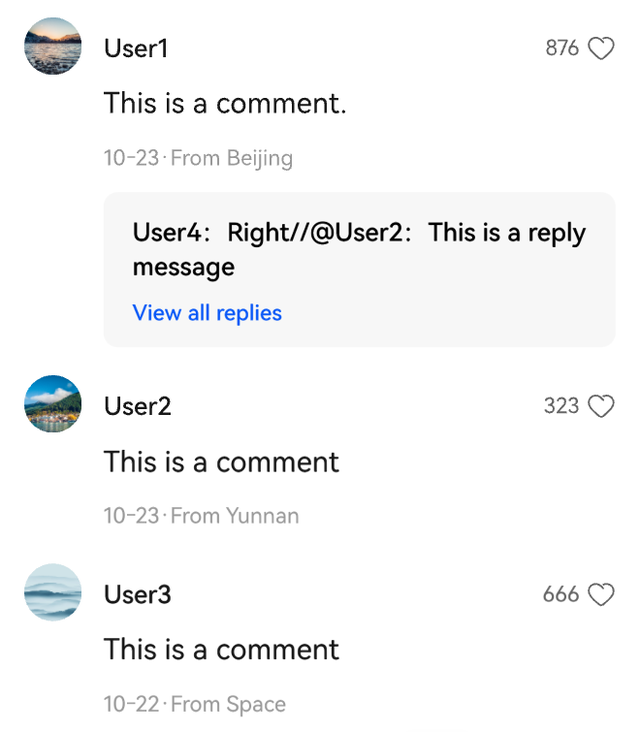 User1
876
This is a comment.
10-23·From Beijing
User4： Right//@User2： This is a reply
message
View all replies
User2
323
This is a comment
10-23·From Yunnan
User3
666
This is a comment
10-22·From Space